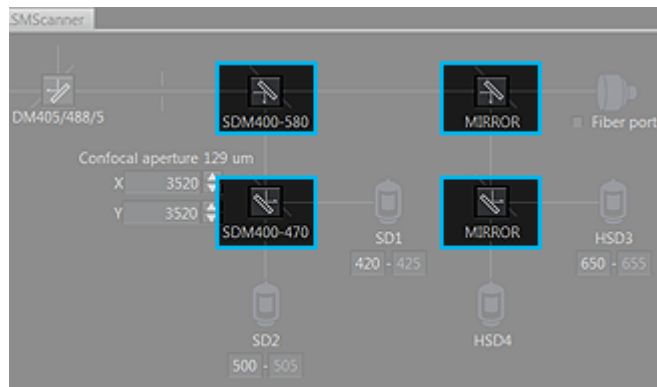 SMScanner
DM405/488/5
SDM400-580
MIRROR
Fiber port
Confocal aperture 129 um
X 3520
Y 3520
SDM400-470
MIRROR
SD1
HSD3
420 - 425
650 - 655
SD2
HSD4
500 - 505